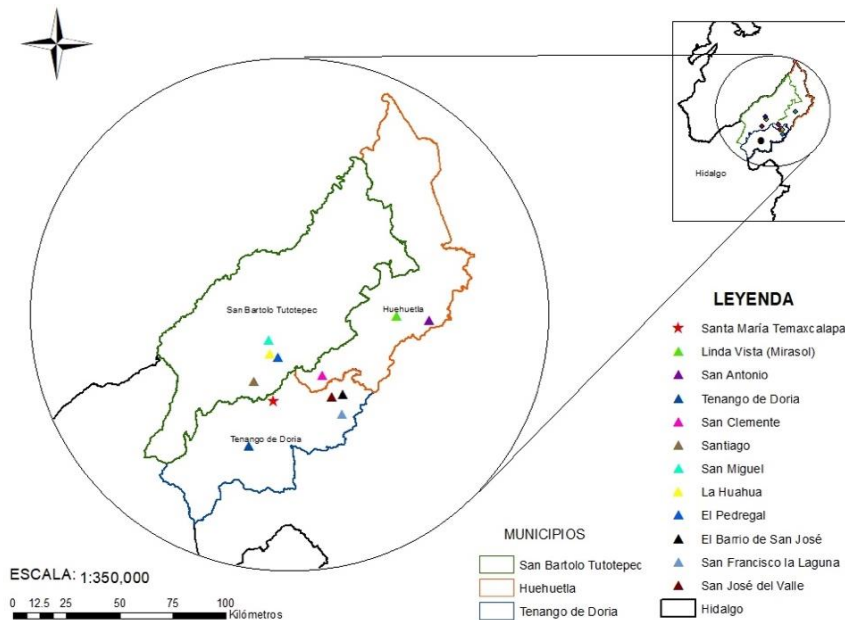 Hidalgo
San Bartolo Tutotepec
Huehuetla
Tenango de Doria
LEYENDA
Santa María Temaxcalapa
Linda Vista (Mirasol)
San Antonio
Tenango de Doria
San Clemente
Santiago
San Miguel
La Huahua
El Pedregal
El Barrio de San José
San Francisco la Laguna
San José del Valle
Hidalgo
MUNICIPIOS
San Bartolo Tutotepec
Huehuetla
Tenango de Doria
ESCALA: 1:350,000
0 12.5 25 50 75 100
Kilómetros